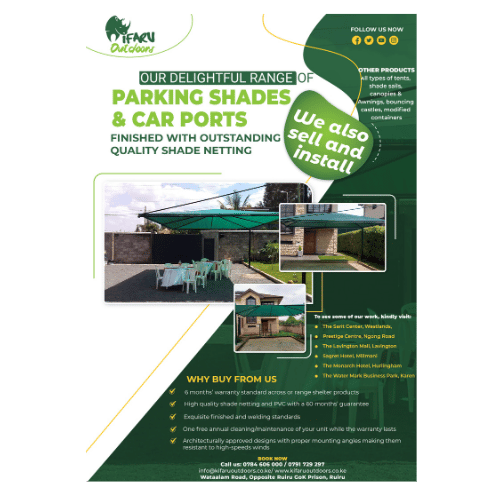 KIFARU
Outdoors
FOLLOW US NOW
OTHER PRODUCTS
all types of tents,
shade sails,
canopies &
Awnings, bouncing
castles, modified
containers
OUR DELIGHTFUL RANGE OF
PARKING SHADES
& CAR PORTS
FINISHED WITH OUTSTANDING
QUALITY SHADE NETTING
We also
sell and
install
To see some of our work, kindly visit:
The Sarit Center, Westlands,
Prestige Centre, Ngong Road
The Lavington Mall, Lavington
Sagret Hotel, Milimani
The Monarch Hotel, Hurlingham
The Water Mark Business Park, Karen
WHY BUY FROM US
6 months' warranty standard across or range shelter products
High quality shade netting and PVC with a 60 months' guarantee
Exquisite finished and welding standards
One free annual cleaning/maintenance of your unit while the warranty lasts
Architecturally approved designs with proper mounting angles making them
resistant to high-speeds winds
BOOK NOW
Call us: 0784 606 000 / 0791 729 297
info@kifaruoutdoors.co.ke/ www.kifaruoutdoors.co.ke
Wataalam Road, Opposite Ruiru GoK Prison, Ruiru